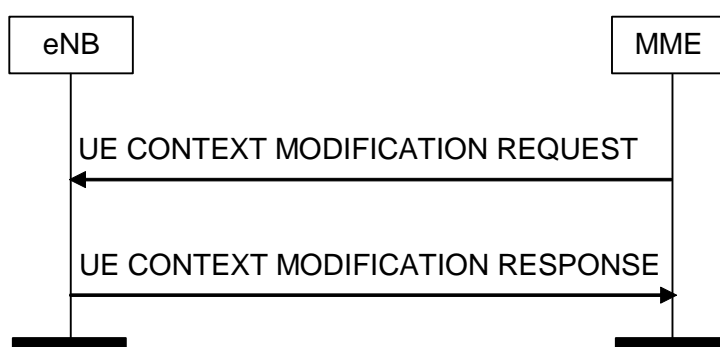 eNB
MME
UE CONTEXT MODIFICATION REQUEST
UE CONTEXT MODIFICATION RESPONSE